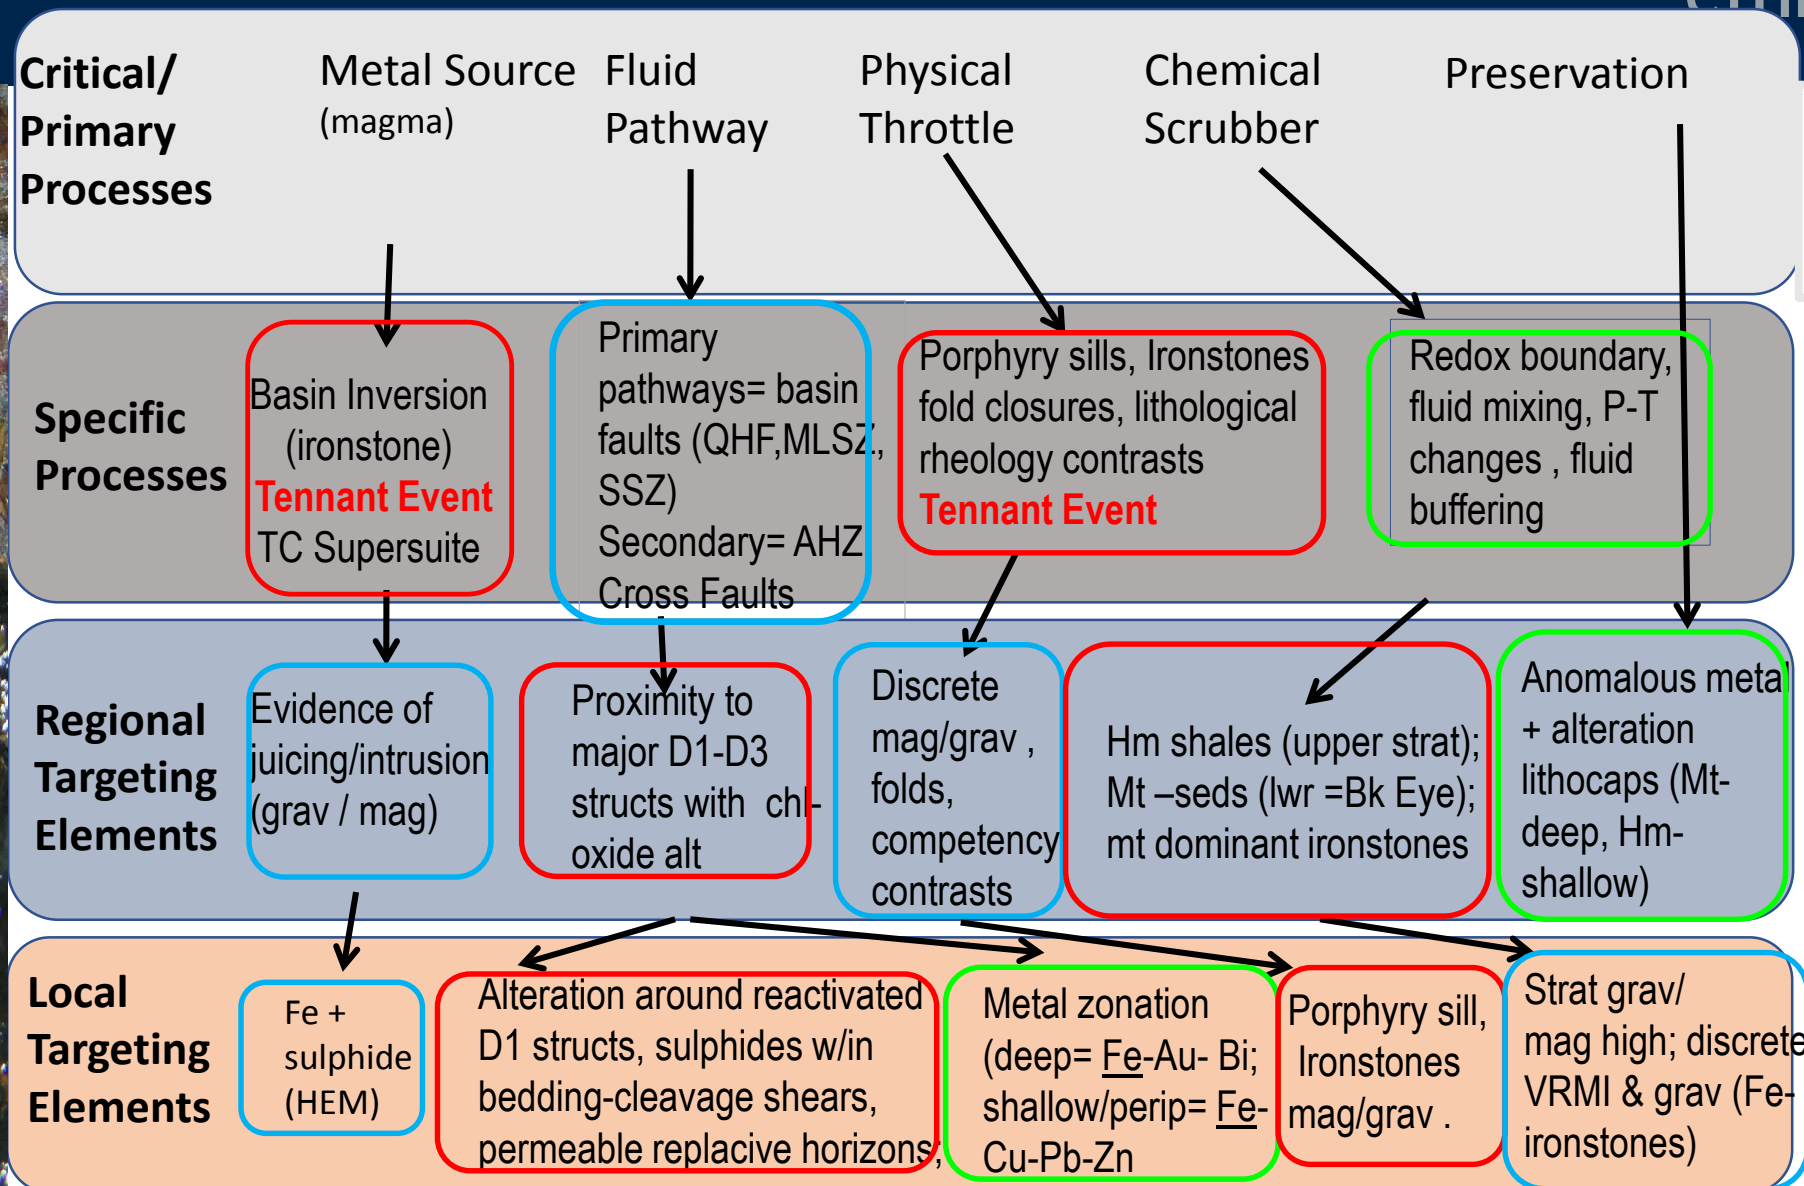 Critical/
Primary
Processes
Metal Source
(magma)
Fluid
Pathway
Physical
Throttle
Chemical
Scrubber
Preservation
Specific
Processes
Basin Inversion
(ironstone)
Tennant Event
TC Supersuite
Primary
pathways= basin
faults (QHF,MLSZ,
SSZ)
Secondary= AHZ
Cross Faults
Porphyry sills, Ironstones
fold closures, lithological
rheology contrasts
Tennant Event
Redox boundary,
fluid mixing, P-T
changes , fluid
buffering
Regional
Targeting
Elements
Evidence of
juicing/intrusion
(grav / mag)
Proximity to
major D1-D3
structs with chl-
oxide alt
Discrete
mag/grav ,
folds,
competency
contrasts
Hm shales (upper strat);
Mt –seds (lwr =Bk Eye);
mt dominant ironstones
Anomalous metal
+ alteration
lithocaps (Mt-
deep, Hm-
shallow)
Local
Targeting
Elements
Fe +
sulphide
(HEM)
Alteration around reactivated
D1 structs, sulphides w/in
bedding-cleavage shears,
permeable replacive horizons;
Metal zonation
(deep= Fe-Au- Bi;
shallow/perip= Fe-
Cu-Pb-Zn
Porphyry sill,
Ironstones
mag/grav .
Strat grav/
mag high; discrete
VRMI & grav (Fe-
ironstones)